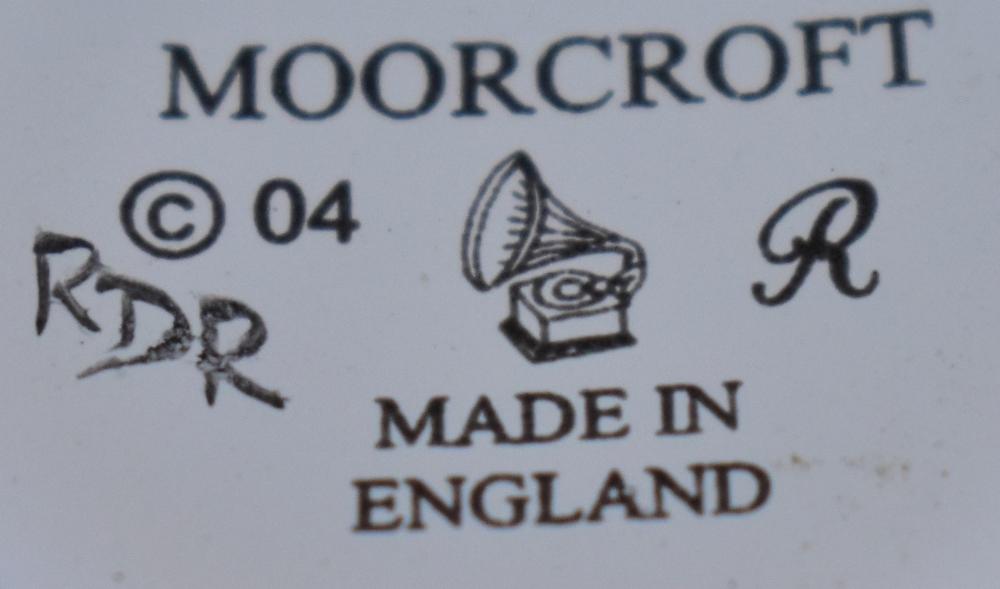 MOORCROFT
© 04
R
RDR
MADE IN
ENGLAND